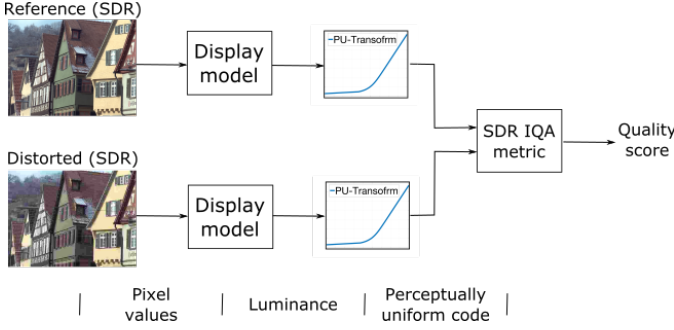 Reference (SDR)
Display
model
PU-Transofrm
SDR IQA
metric
Quality
score
Distorted (SDR)
Display
model
PU-Transofrm
Pixel
values
Luminance
Perceptually
uniform code